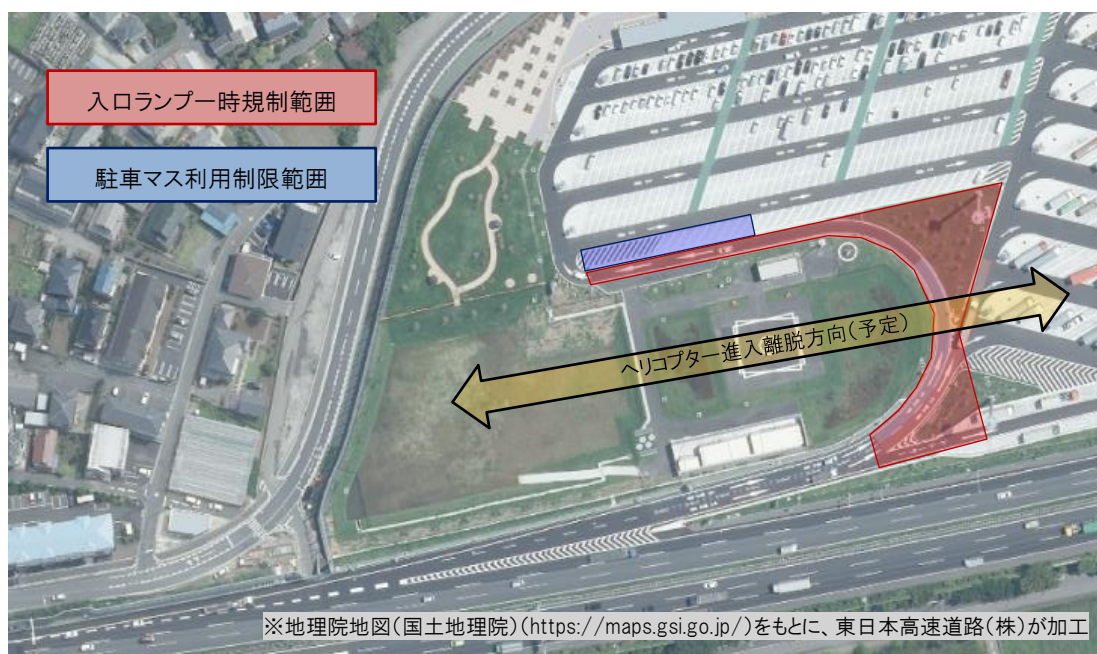 入口ランプ一時規制範囲
駐車マス利用制限範囲
ヘリコプター進入離脱方向(予定)
※地理院地図(国土地理院)(https://maps.gsi.go.jp/)をもとに、東日本高速道路(株)が加工